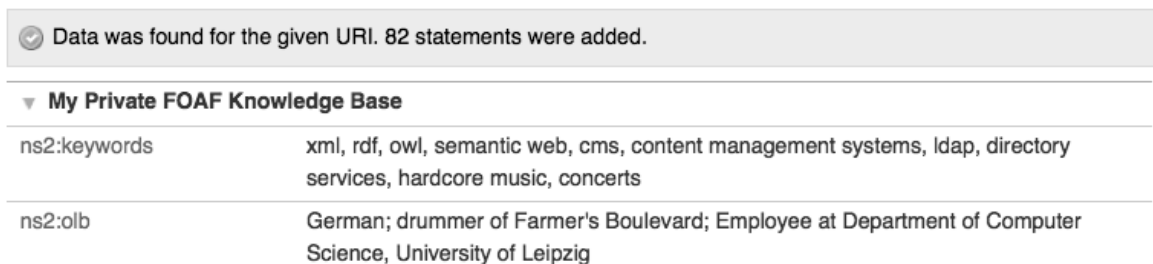 Data was found for the given URI. 82 statements were added.
My Private FOAF Knowledge Base
ns2:keywords xml, rdf, owl, semantic web, cms, content management systems, ldap, directory
services, hardcore music, concerts
ns2:olb German; drummer of Farmer's Boulevard; Employee at Department of Computer
Science, University of Leipzig